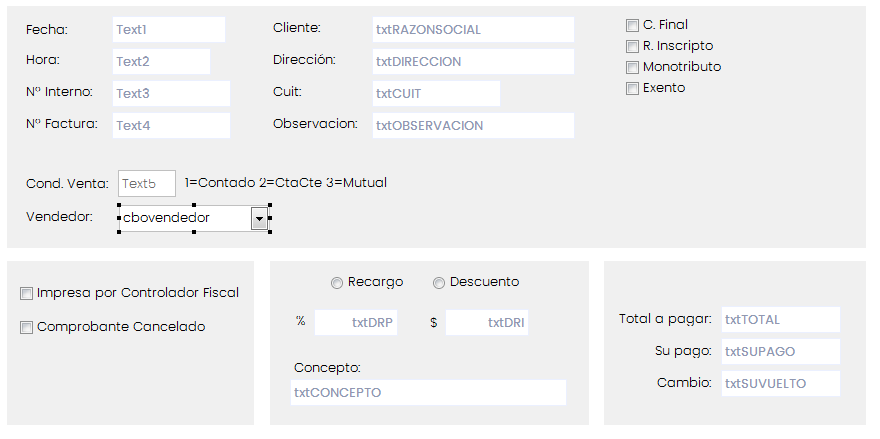 Fecha: Text1
Hora: Text2
Nº Interno: Text3
Nº Factura: Text4
Cliente: txtRAZONSOCIAL
Dirección: txtDIRECCION
Cuit: txtCUIT
Observacion: txtOBSERVACION
C. Final
R. Inscripto
Monotributo
Exento
Cond. Venta: Text5 1=Contado 2=CtaCte 3=Mutual
Vendedor: cbovendedor
Impresa por Controlador Fiscal
Comprobante Cancelado
Recargo Descuento
% txtDRP $ txtDRI
Concepto:
txtCONCEPTO
Total a pagar: txtTOTAL
Su pago: txtSUPAGO
Cambio: txtSUVUELTO